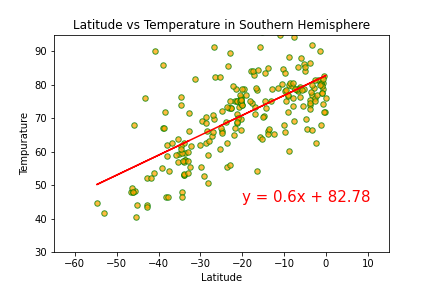 Latitude vs Temperature in Southern Hemisphere
90
80
70
60
50
40
30
Tempurature
y = 0.6x + 82.78
−60 −50 −40 −30 −20 −10 0 10
Latitude